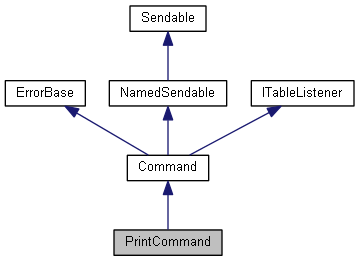 Sendable
ErrorBase NamedSendable ITableListener
Command
PrintCommand